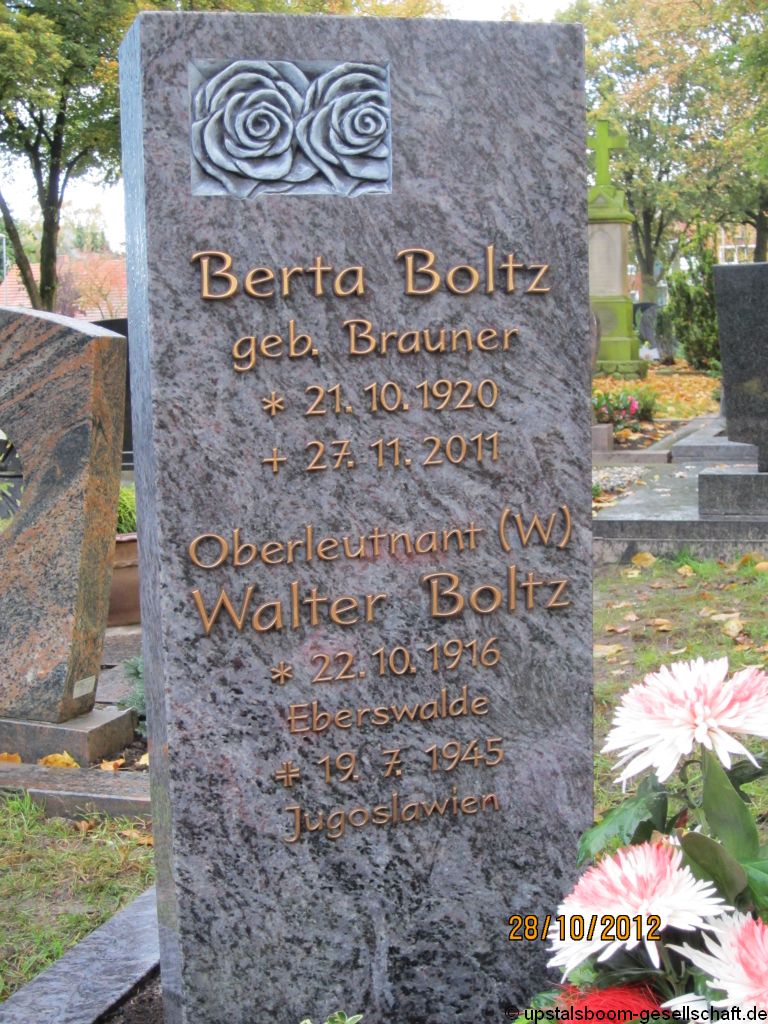 Berta Boltz
geb. Brauner
* 21. 10. 1920
+ 27. 11. 2011
Oberleutnant (W)
Walter Boltz
* 22. 10. 1916
Eberswalde
✠ 19. 7. 1945
Jugoslawien
28/10/2012
© upstalsboom-gesellschaft.de